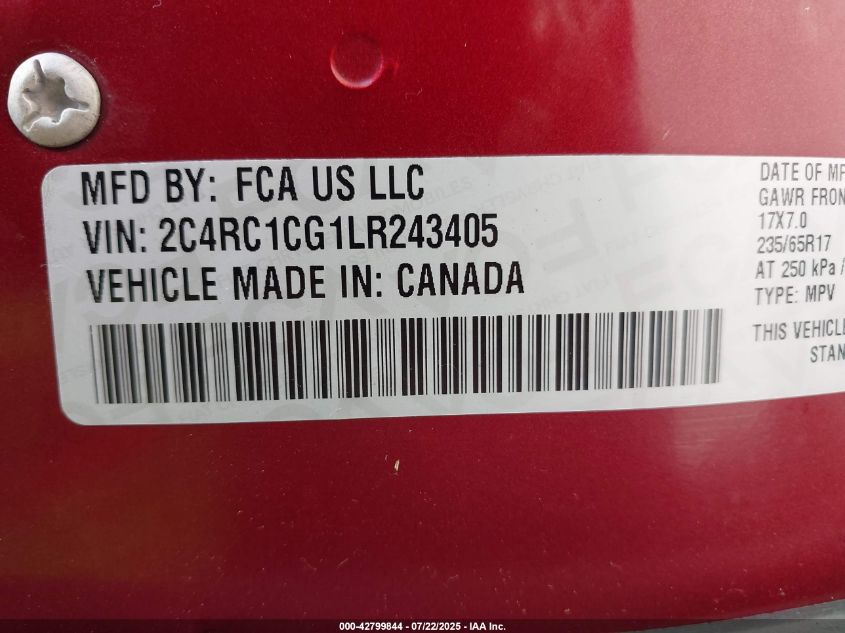 MFD BY: FCA US LLC
VIN: 2C4RC1CG1LR243405
VEHICLE MADE IN: CANADA
DATE OF MF
GAWR FRON
17X7.0
235/65R17
AT 250 kPa /
TYPE: MPV
THIS VEHICLE
STAN
000-42799844 / 07/22/2025 - IAA Inc.